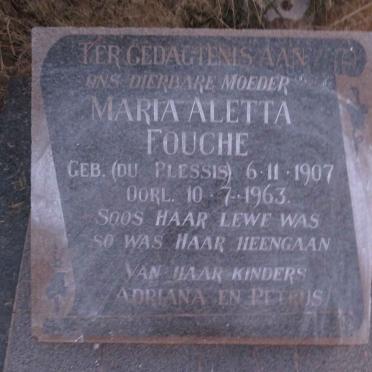 TER GEDAGTENIS AAN
ONS DIERBARE MOEDER
MARIA ALETTA
FOUCHE
GEB. (DU PLESSIS) 6·11·1907
OORL. 10·7·1963.
SOOS HAAR LEWE WAS
SO WAS HAAR HEENGAAN
VAN HAAR KINDERS
ADRIANA EN PETRUS